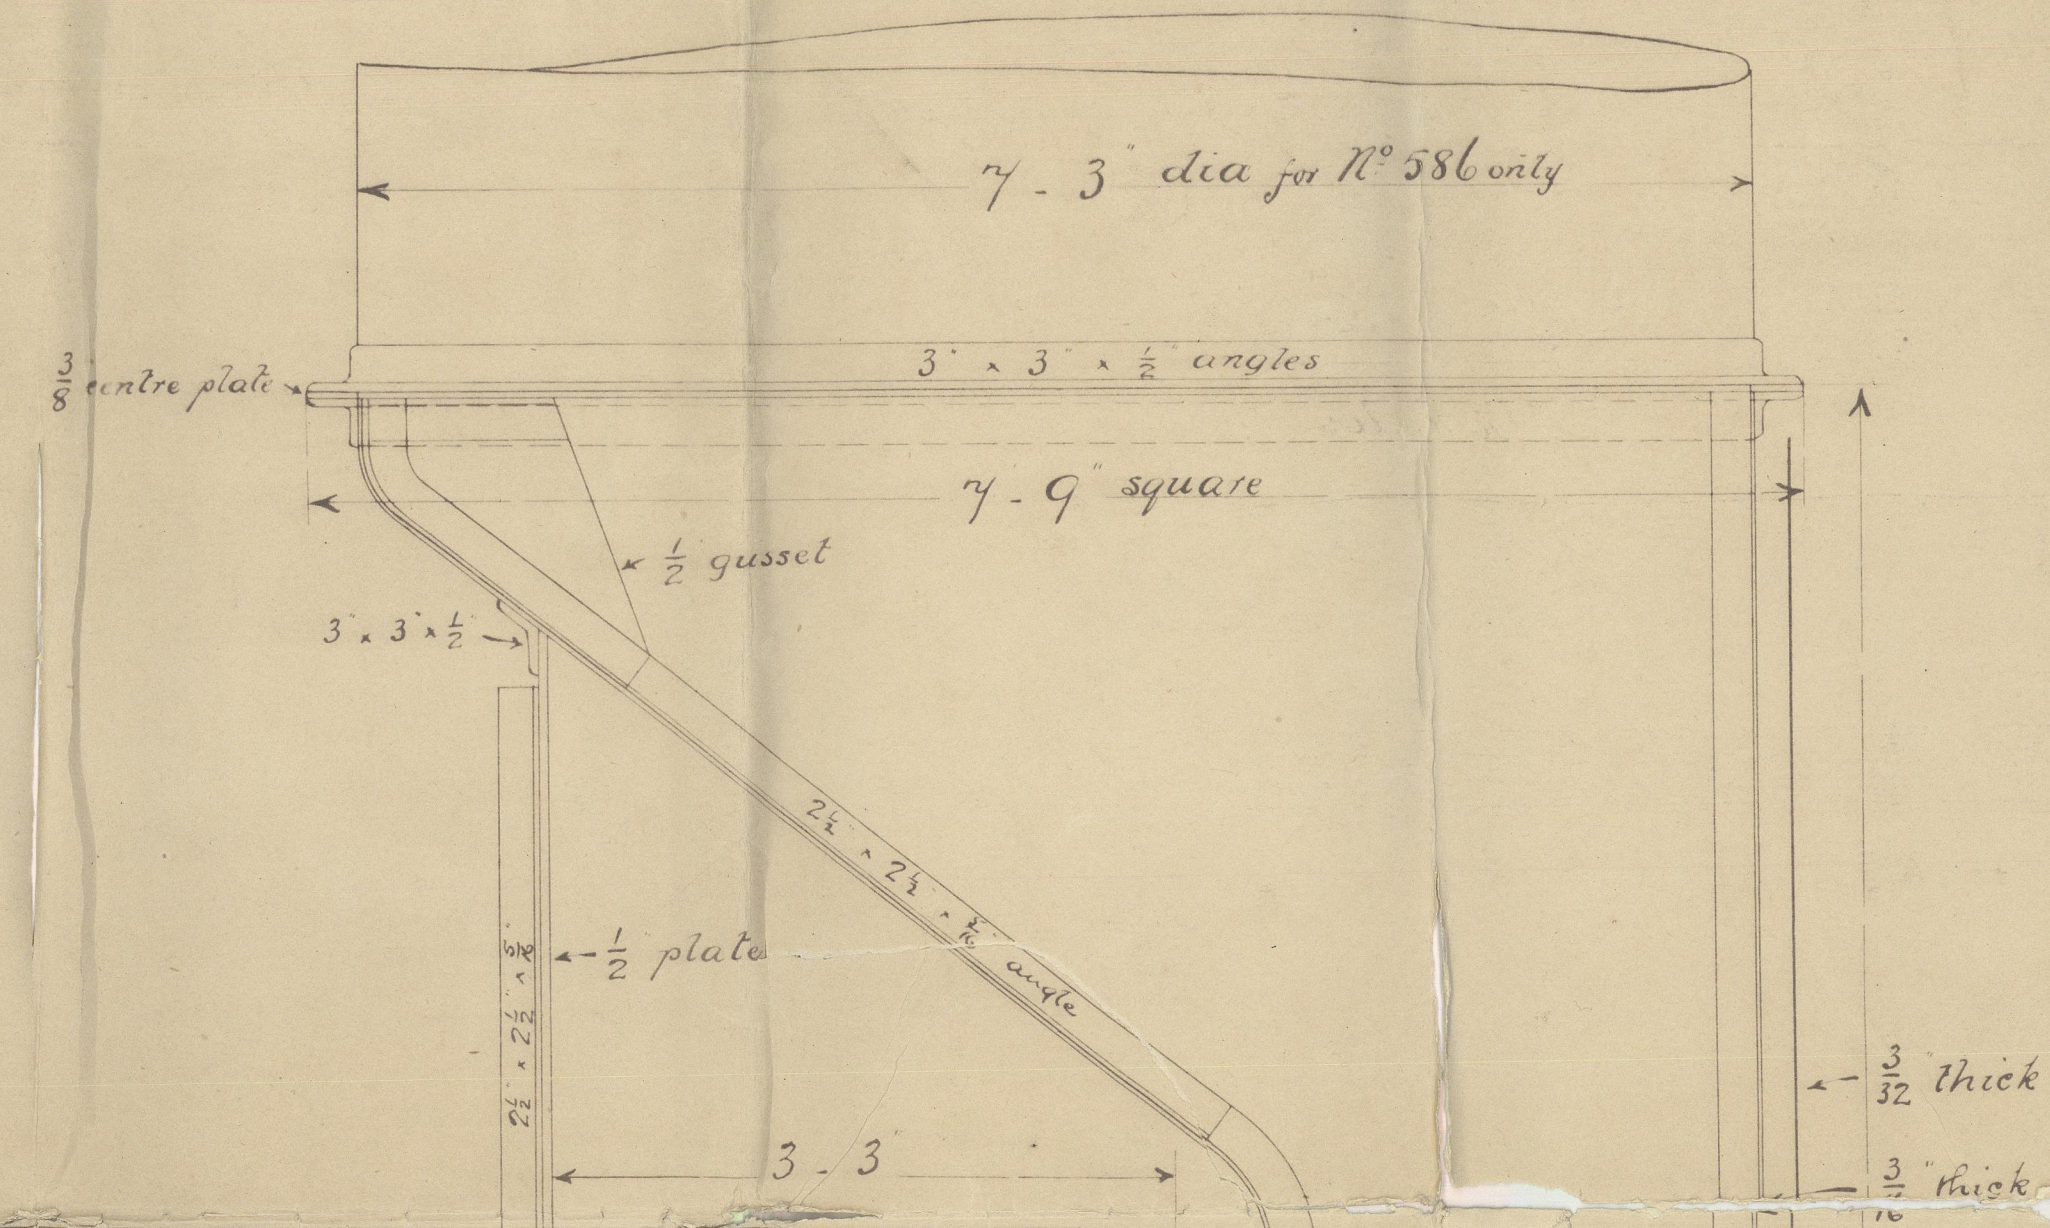 7 - 3" dia for Nº 586 only
3" x 3" x 1/2" angles
3/8 centre plate
7 - 9" square
1/2 gusset
3" x 3" x 1/2"
2 1/2" x 2 1/2" x 5/16" angle
1/2 plate
2 1/2" x 2 1/2" x 5/16"
3/32" thick
3 - 3"
3/16" thick